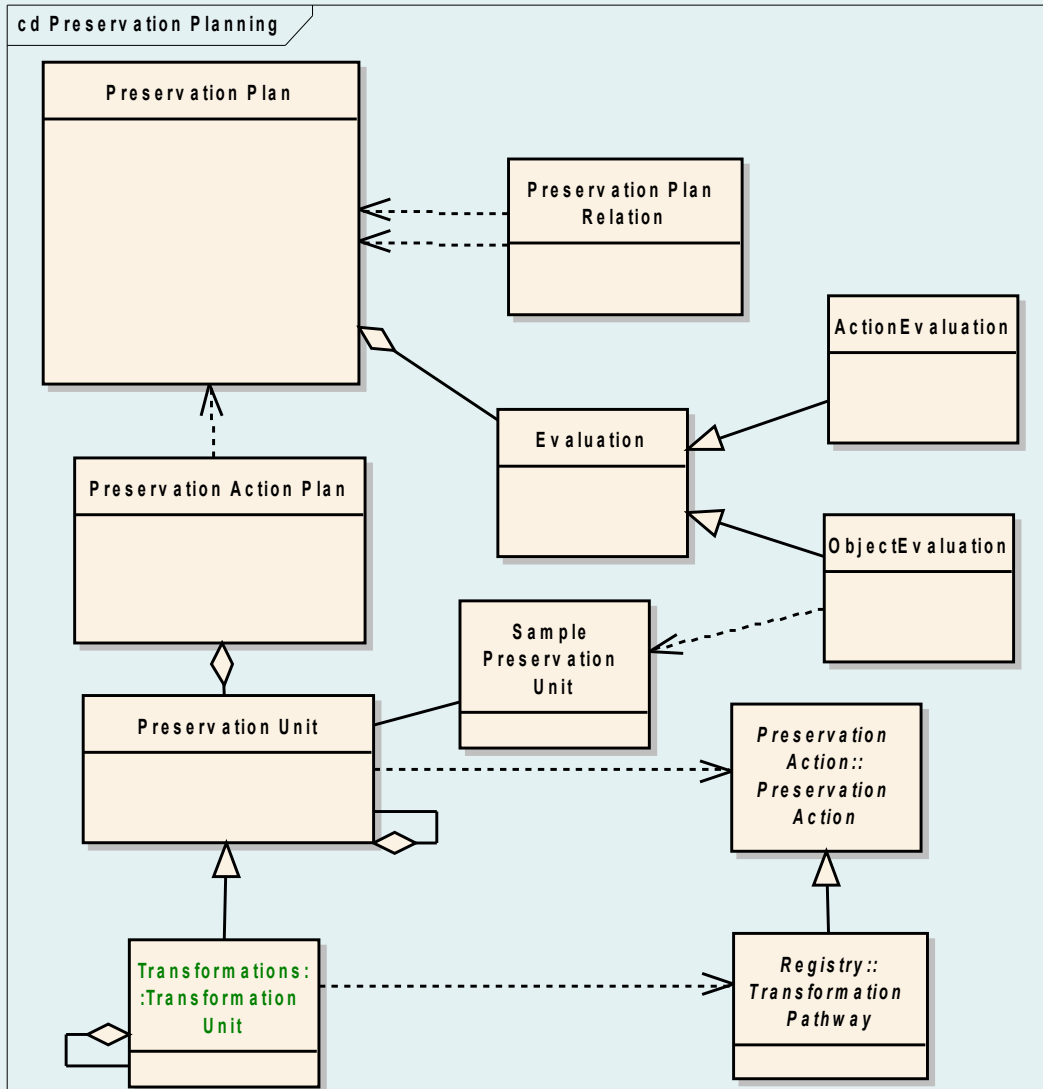 cd Preservation Planning
Preservation Plan
Preservation Plan
Relation
ActionEvaluation
Evaluation
Preservation Action Plan
ObjectEvaluation
Sample
Preservation
Unit
Preservation Unit
Preservation
Action::
Preservation
Action
Transformations:
:Transformation
Unit
Registry::
Transformation
Pathway